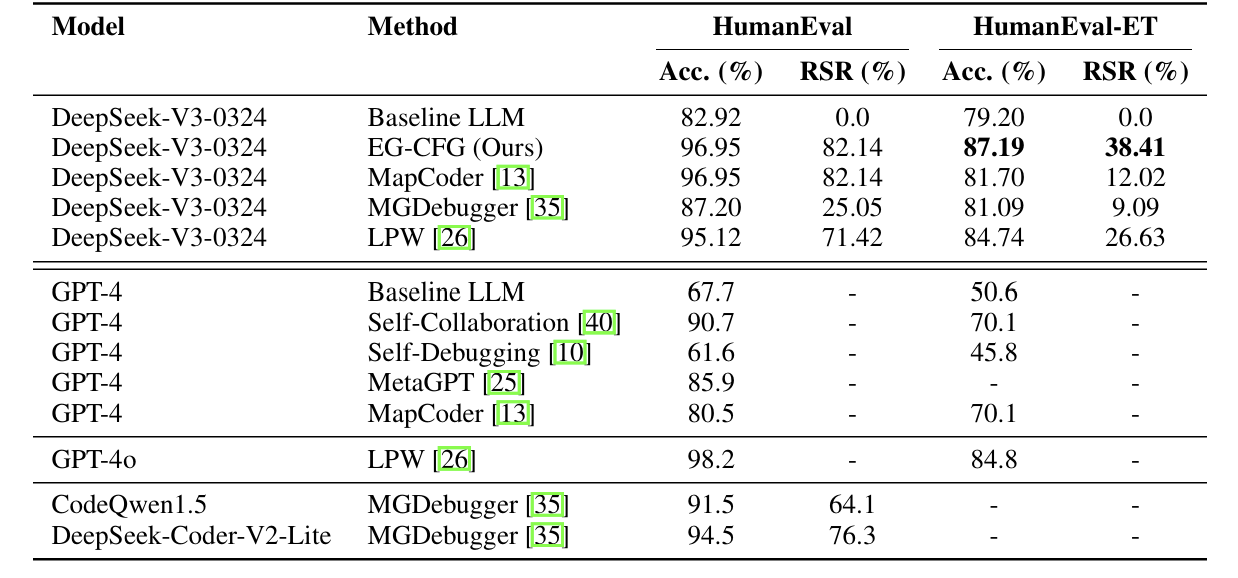 Model Method HumanEval HumanEval-ET
Acc. (%) RSR (%) Acc. (%) RSR (%)
DeepSeek-V3-0324 Baseline LLM 82.92 0.0 79.20 0.0
DeepSeek-V3-0324 EG-CFG (Ours) 96.95 82.14 87.19 38.41
DeepSeek-V3-0324 MapCoder [13] 96.95 82.14 81.70 12.02
DeepSeek-V3-0324 MGDebugger [35] 87.20 25.05 81.09 9.09
DeepSeek-V3-0324 LPW [26] 95.12 71.42 84.74 26.63
GPT-4 Baseline LLM 67.7 - 50.6 -
GPT-4 Self-Collaboration [40] 90.7 - 70.1 -
GPT-4 Self-Debugging [10] 61.6 - 45.8 -
GPT-4 MetaGPT [25] 85.9 - - -
GPT-4 MapCoder [13] 80.5 - 70.1 -
GPT-4o LPW [26] 98.2 - 84.8 -
CodeQwen1.5 MGDebugger [35] 91.5 64.1 - -
DeepSeek-Coder-V2-Lite MGDebugger [35] 94.5 76.3 - -